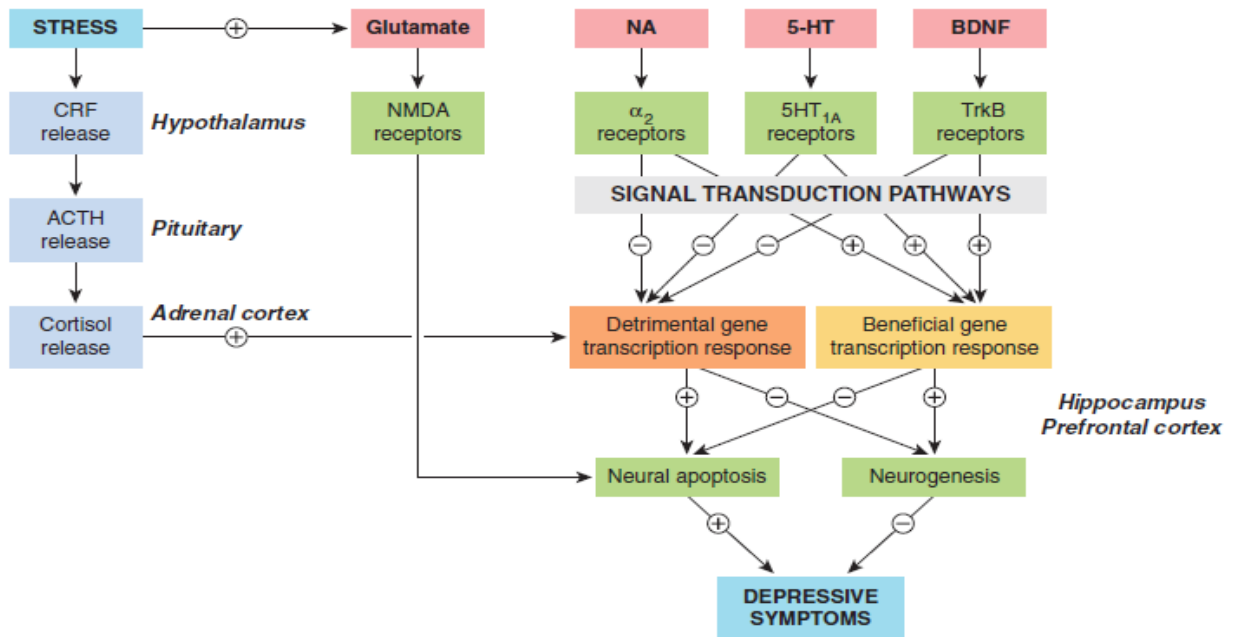 STRESS
+
Glutamate
NA
5-HT
BDNF
CRF
release
Hypothalamus
NMDA
receptors
α2
receptors
5HT1A
receptors
TrkB
receptors
SIGNAL TRANSDUCTION PATHWAYS
ACTH
release
Pituitary
−
−
−
+
+
+
Cortisol
release
Adrenal cortex
+
Detrimental gene
transcription response
Beneficial gene
transcription response
+
−
−
+
Hippocampus
Prefrontal cortex
Neural apoptosis
Neurogenesis
+
−
DEPRESSIVE
SYMPTOMS